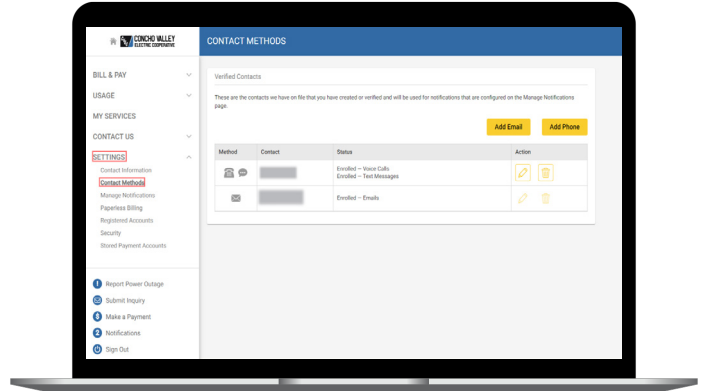 CONCHO VALLEY
ELECTRIC COOPERATIVE
CONTACT METHODS
BILL & PAY
USAGE
MY SERVICES
CONTACT US
SETTINGS
Contact Information
Contact Methods
Manage Notifications
Paperless Billing
Registered Accounts
Security
Stored Payment Accounts
Report Power Outage
Submit Inquiry
Make a Payment
Notifications
Sign Out
Verified Contacts
These are the contacts we have on file that you have created or verified and will be used for notifications that are configured on the Manage Notifications
page.
Add Email Add Phone
Method Contact Status Action
Enrolled – Voice Calls
Enrolled – Text Messages
Enrolled – Emails